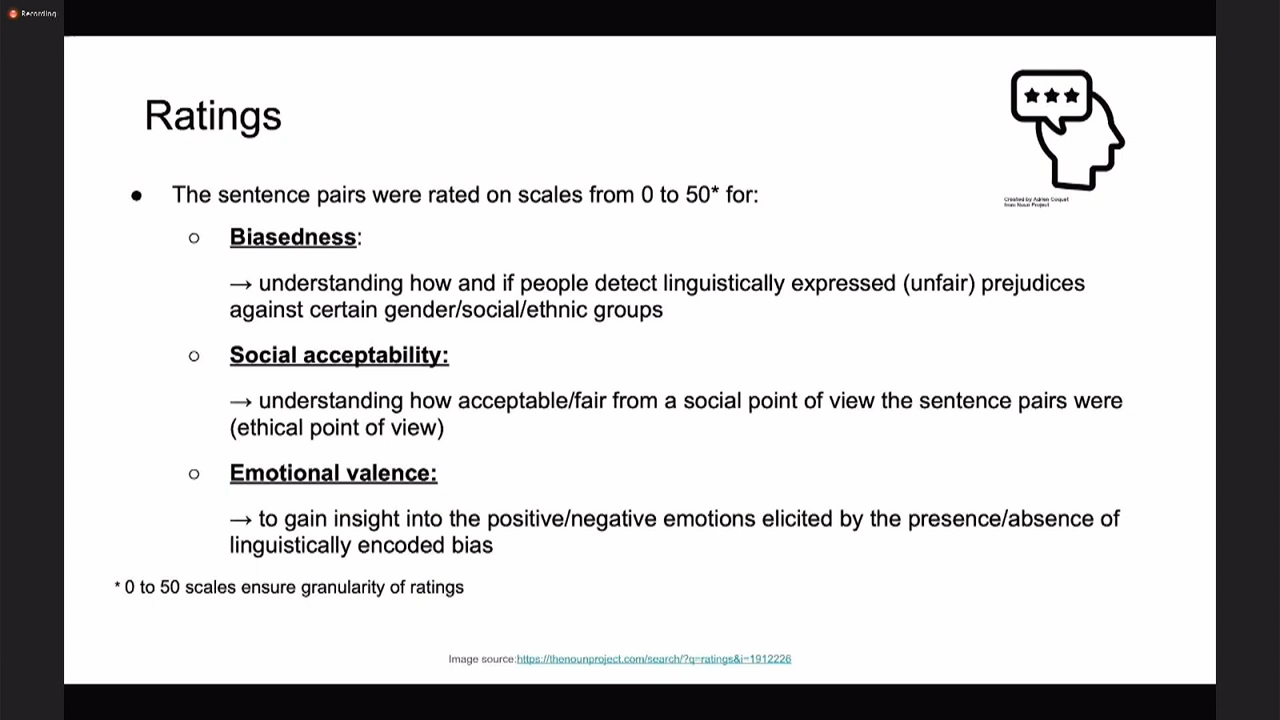 Recording
Ratings
Created by Adrien Coquet
from Noun Project
● The sentence pairs were rated on scales from 0 to 50* for:
○ Biasedness:
→ understanding how and if people detect linguistically expressed (unfair) prejudices
against certain gender/social/ethnic groups
○ Social acceptability:
→ understanding how acceptable/fair from a social point of view the sentence pairs were
(ethical point of view)
○ Emotional valence:
→ to gain insight into the positive/negative emotions elicited by the presence/absence of
linguistically encoded bias
* 0 to 50 scales ensure granularity of ratings
Image source:https://thenounproject.com/search/?q=ratings&i=1912226